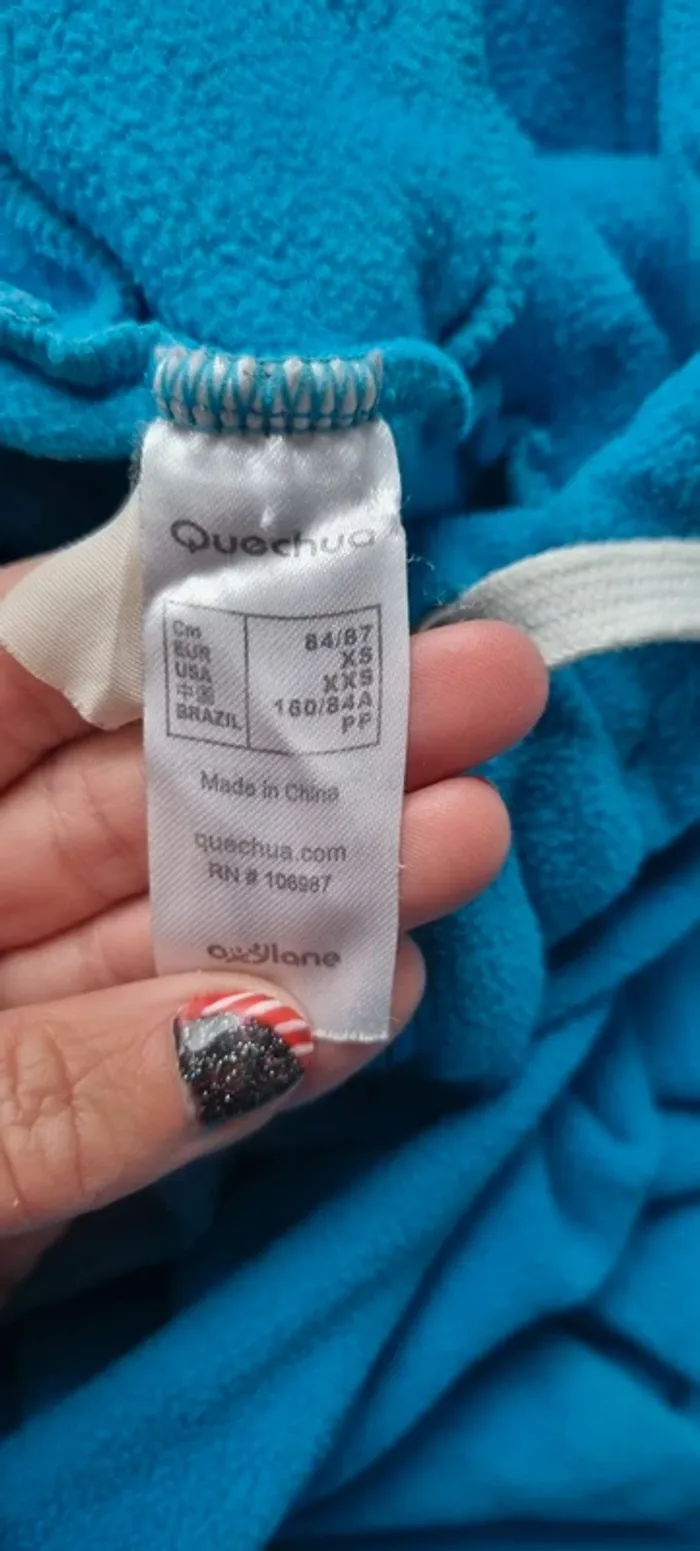 Quechua
Cm 84/87
EUR XS
USA XXS
中国 160/84A
BRAZIL PP
Made in China
quechua.com
RN # 106987
oxylane